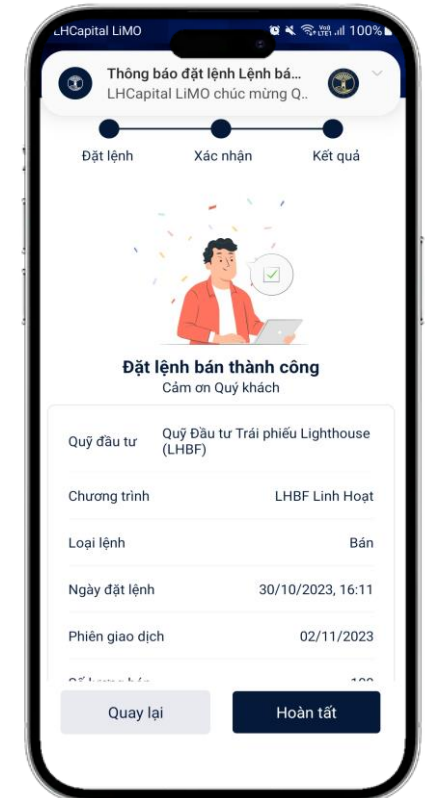 LHCapital LiMO
100%
Thông báo đặt lệnh Lệnh bá...
LHCapital LiMO chúc mừng Q..
Đặt lệnh Xác nhận Kết quả
Đặt lệnh bán thành công
Cảm ơn Quý khách
Quỹ đầu tư Quỹ Đầu tư Trái phiếu Lighthouse
(LHBF)
Chương trình LHBF Linh Hoạt
Loại lệnh Bán
Ngày đặt lệnh 30/10/2023, 16:11
Phiên giao dịch 02/11/2023
Quay lại Hoàn tất